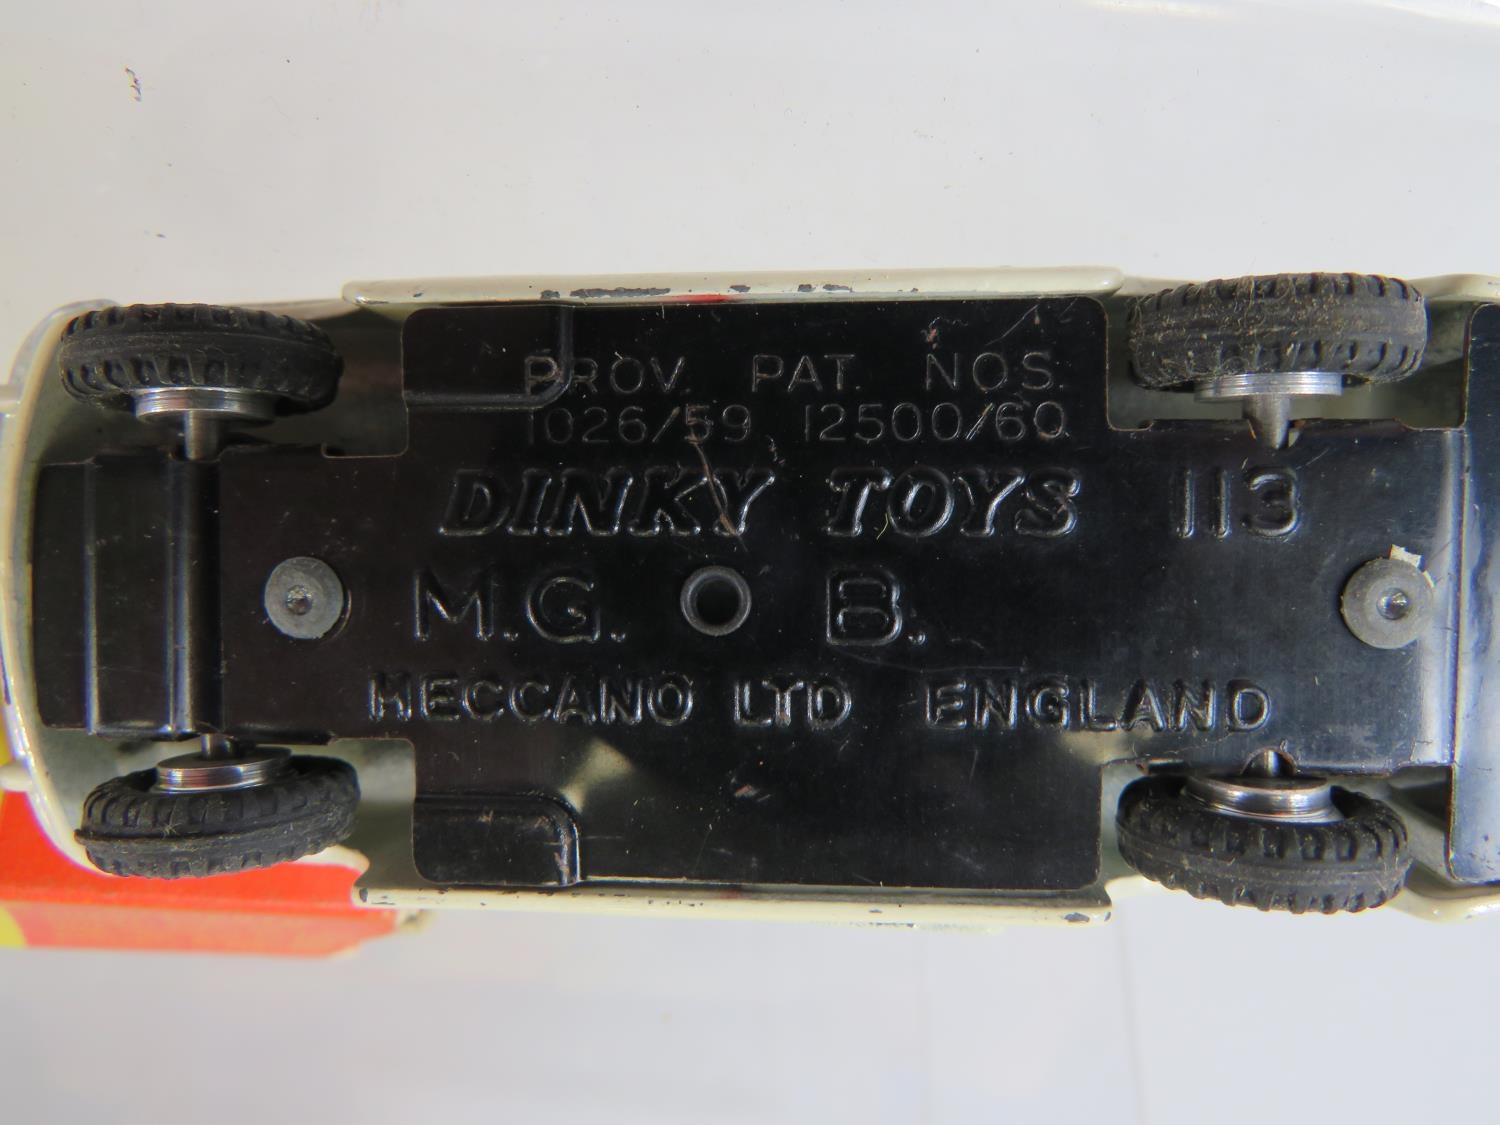 PROV. PAT. NOS.
1026/59 12500/60
DINKY TOYS 113
M.G. B.
MECCANO LTD ENGLAND